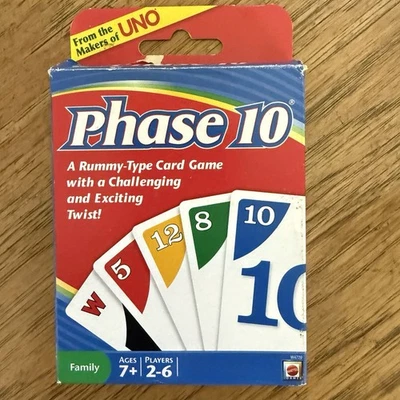 From the
Makers of UNO
Phase 10®
A Rummy-Type Card Game
with a Challenging
and Exciting
Twist!
W
5
12
8
10
10
Family
AGES
7+
PLAYERS
2-6